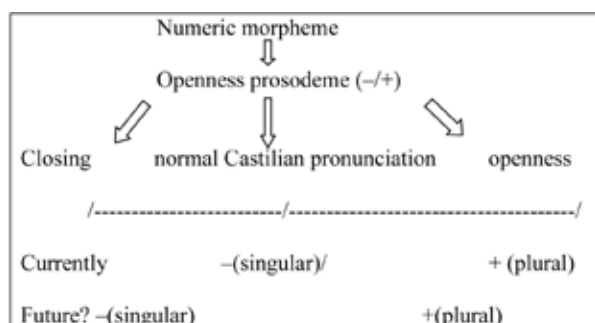 Numeric morpheme
Openness prosodeme (–/+)
Closing normal Castilian pronunciation openness
/-------------------------/---------------------------------------/
Currently –(singular)/ + (plural)
Future? –(singular) +(plural)